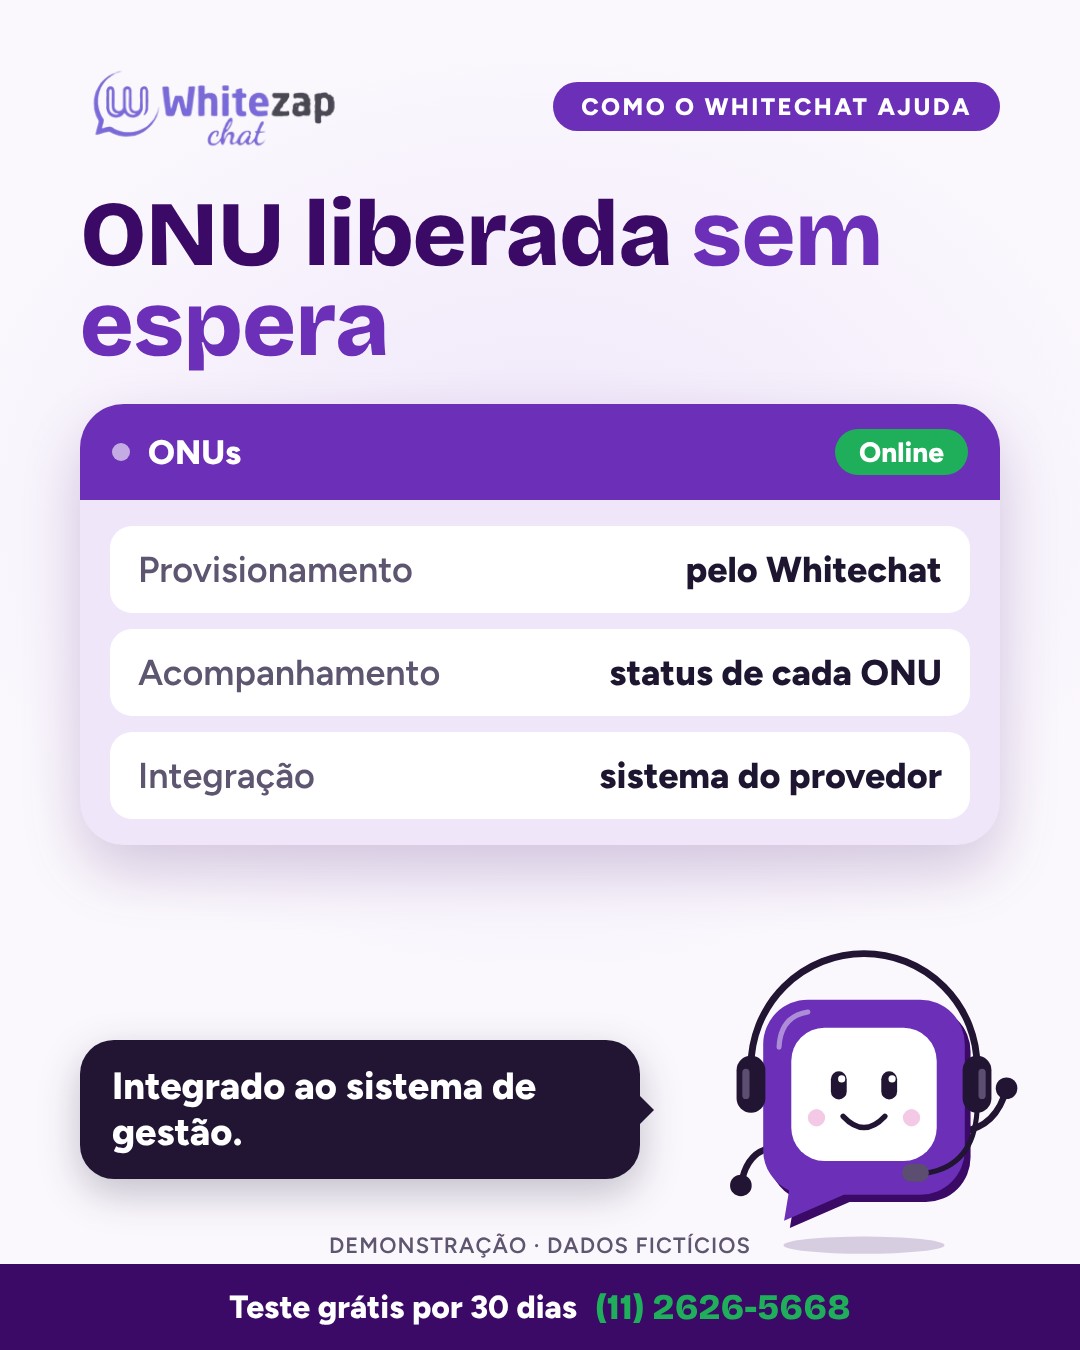 Whitezap
chat
COMO O WHITECHAT AJUDA
ONU liberada sem
espera
ONUs
Online
Provisionamento
pelo Whitechat
Acompanhamento
status de cada ONU
Integração
sistema do provedor
Integrado ao sistema de
gestão.
DEMONSTRAÇÃO · DADOS FICTÍCIOS
Teste grátis por 30 dias (11) 2626-5668